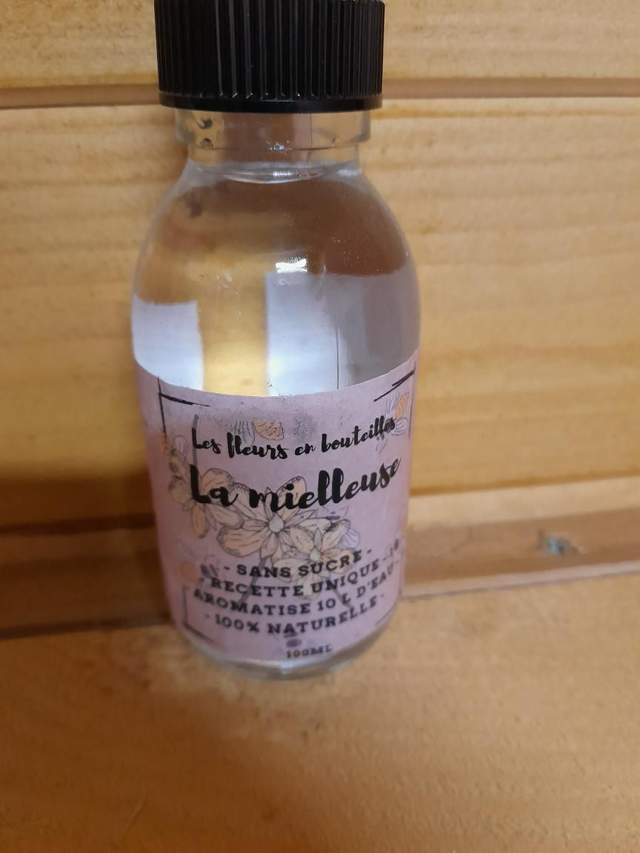 Les fleurs en bouteilles
La mielleuse
- SANS SUCRE -
- RECETTE UNIQUE -
AROMATISE 10 L D'EAU -
- 100% NATURELLE -
100ML